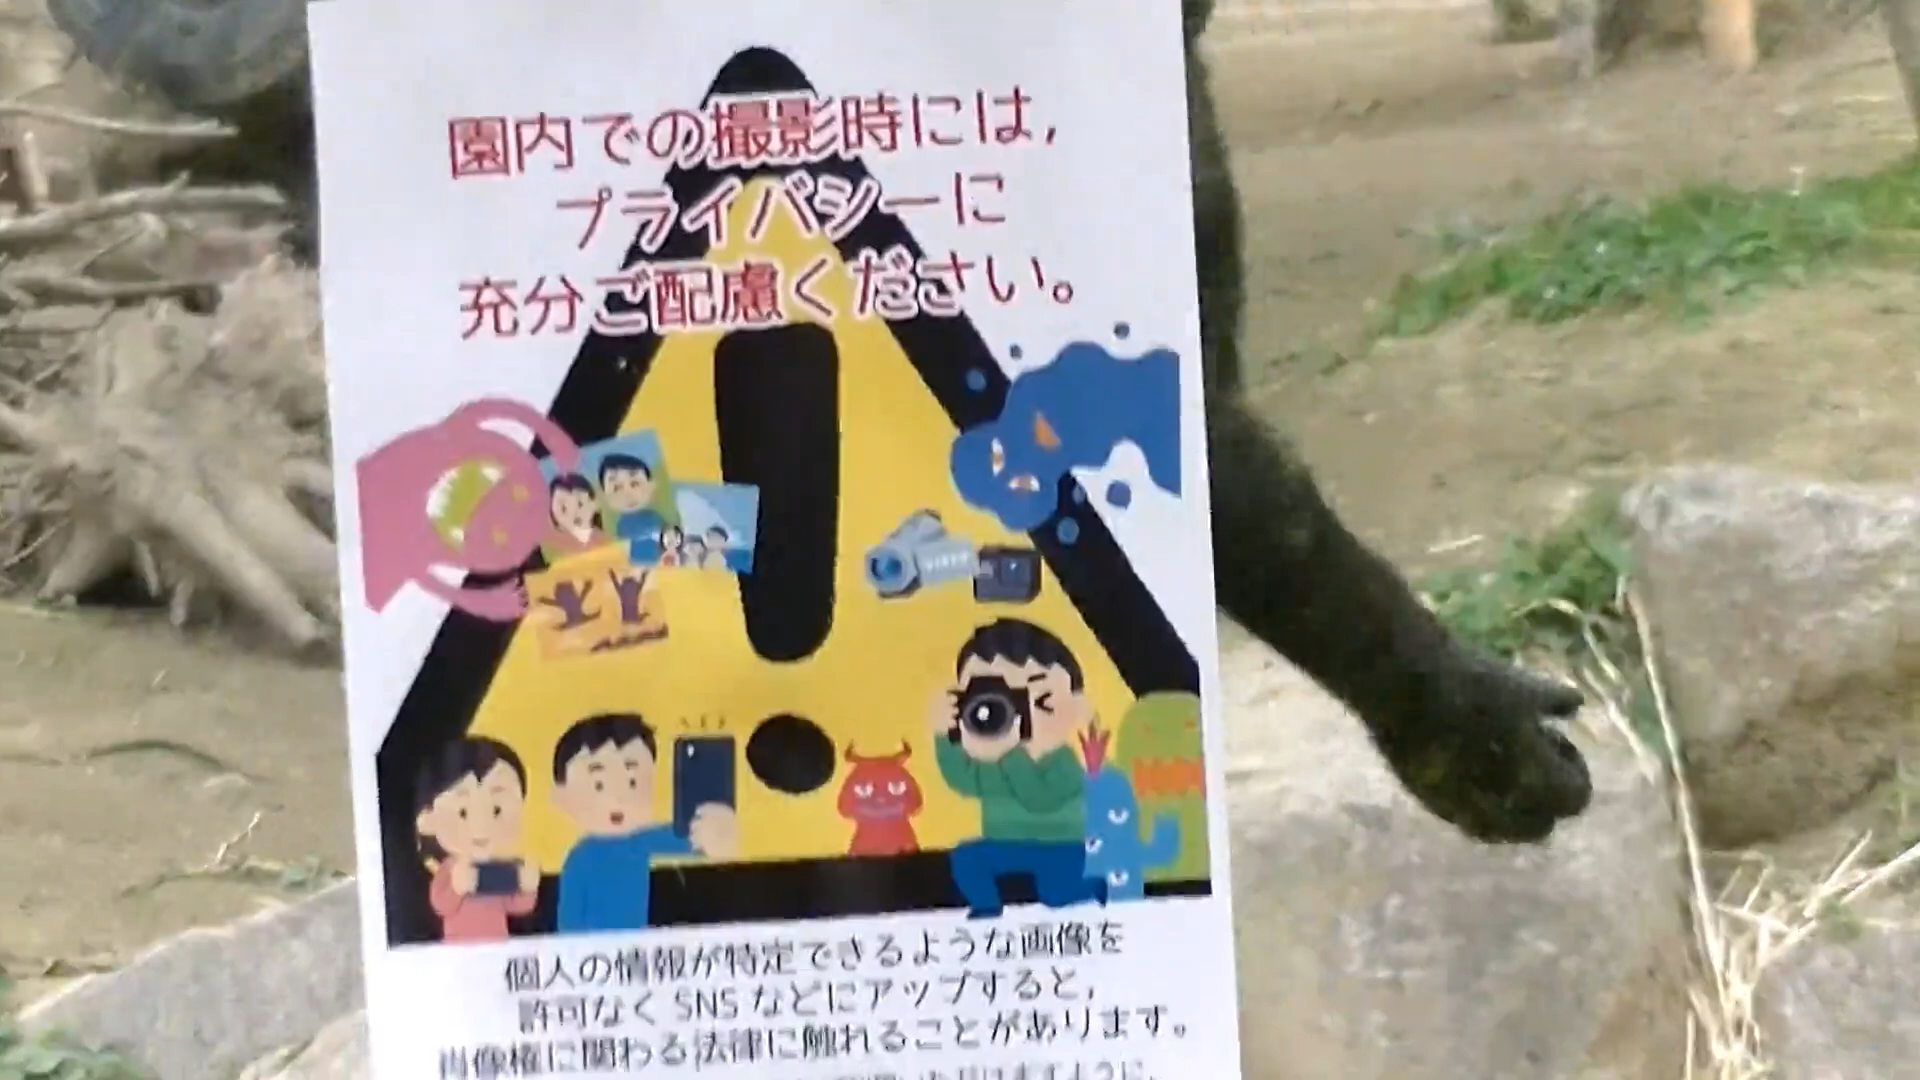 園内での撮影時には,
プライバシーに
充分ご配慮ください。
個人の情報が特定できるような画像を
許可なく SNS などにアップすると,
肖像権に関わる法律に触れることがあります。